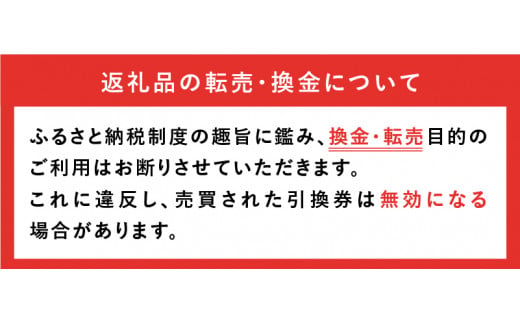 返礼品の転売・換金について
ふるさと納税制度の趣旨に鑑み、換金・転売目的の
ご利用はお断りさせていただきます。
これに違反し、売買された引換券は無効になる
場合があります。